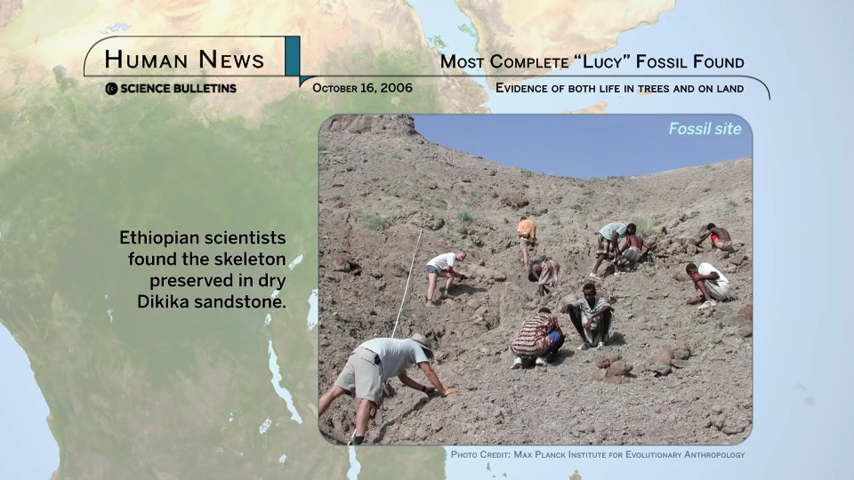 Human News
Most Complete “Lucy” Fossil Found
SCIENCE BULLETINS
October 16, 2006
Evidence of both life in trees and on land
Fossil site
Ethiopian scientists
found the skeleton
preserved in dry
Dikika sandstone.
Photo Credit: Max Planck Institute for Evolutionary Anthropology